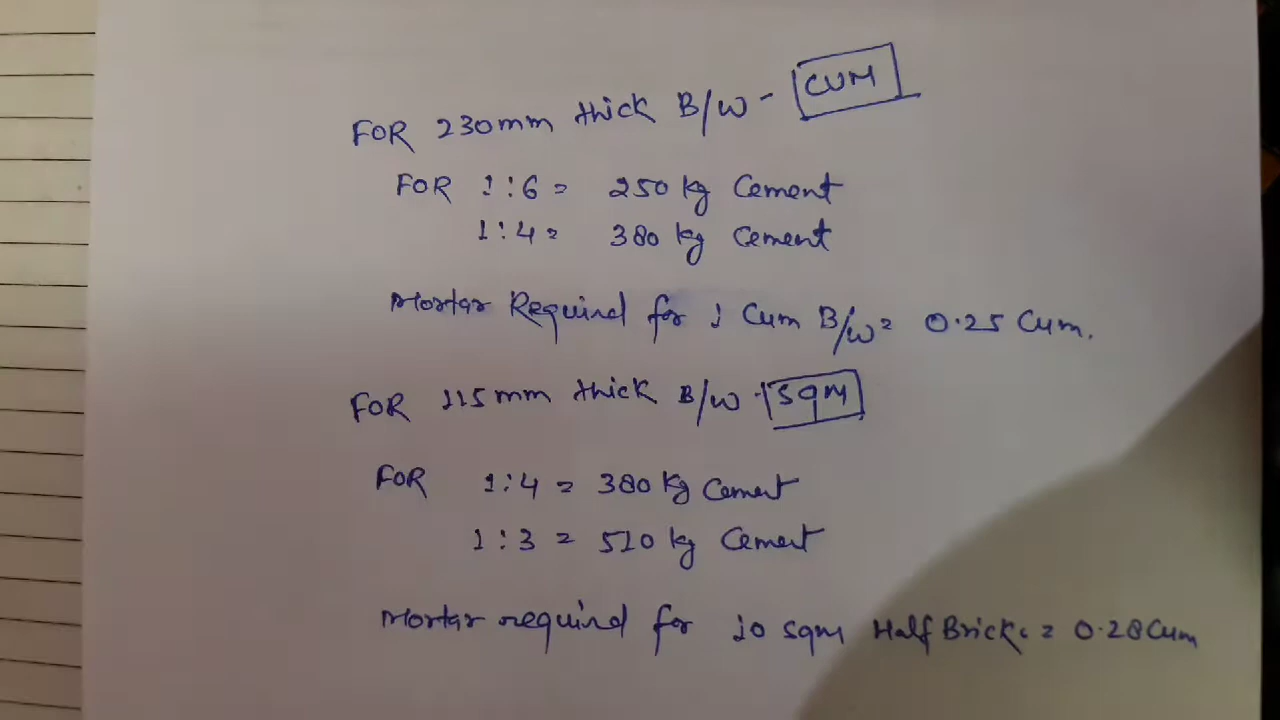 FOR 230mm thick B/W - CUM
FOR 1:6 = 250 kg Cement
1:4 = 380 kg Cement
Mortar Required for 1 Cum B/W = 0.25 Cum.
FOR 115mm thick B/W - SQM
FOR 1:4 = 380 Kg Cement
1:3 = 510 kg Cement
Mortar required for 10 sqm Half Brick = 0.28 Cum